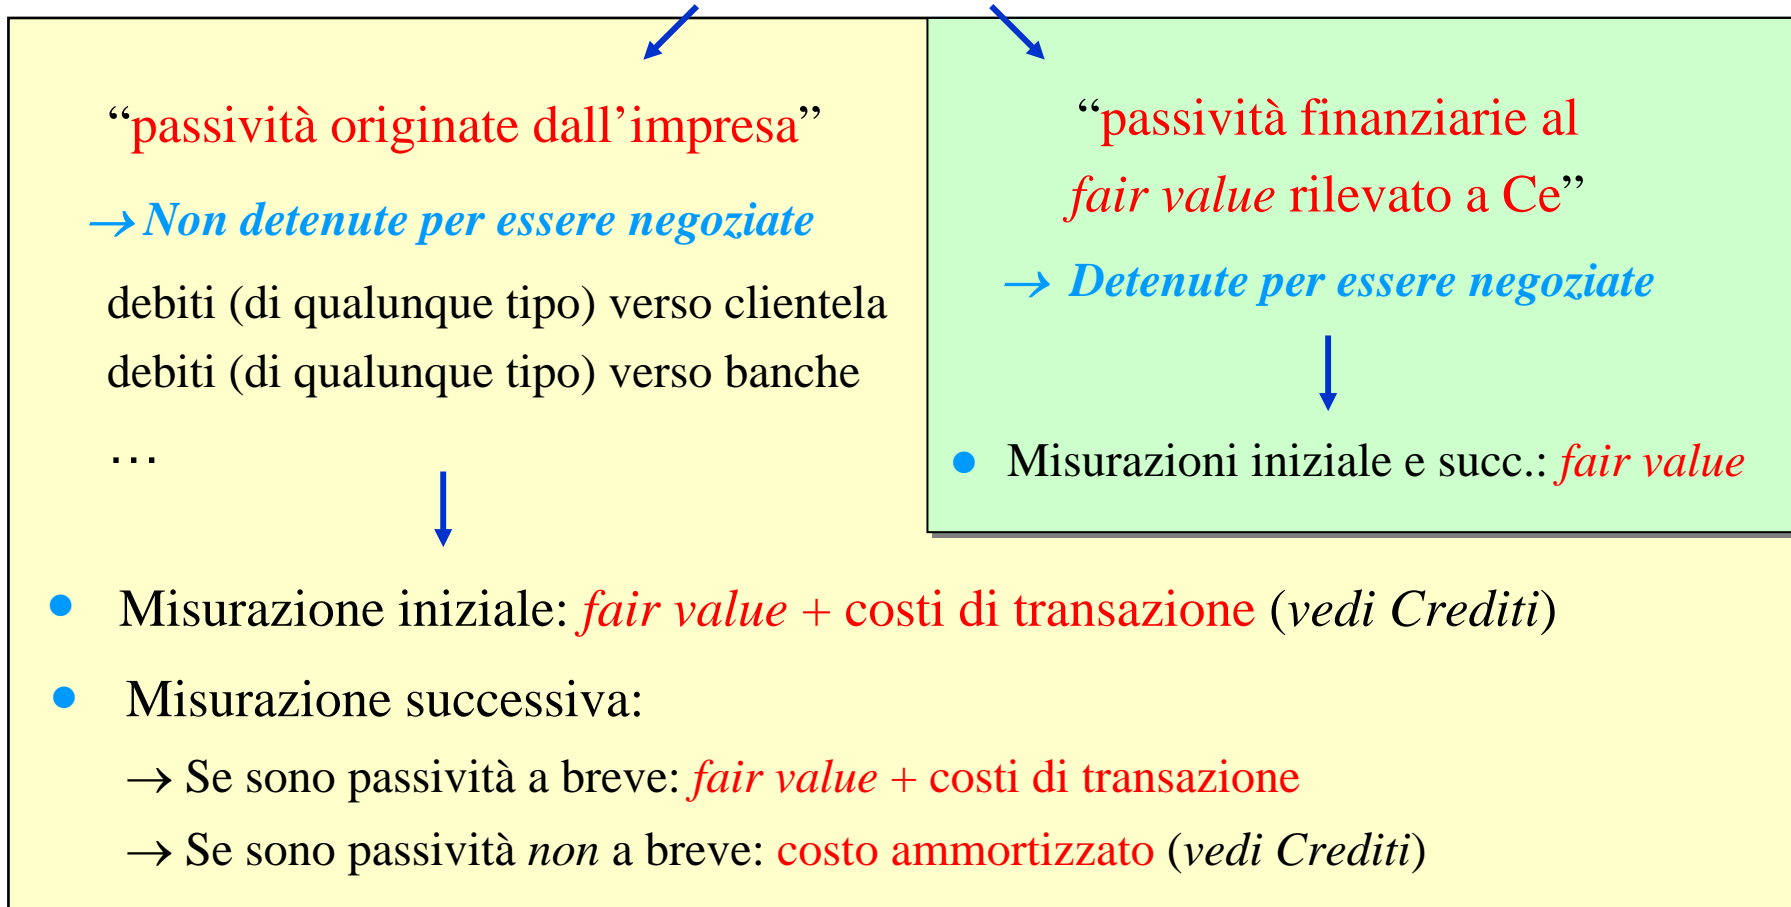 “passività originate dall’impresa”
→ Non detenute per essere negoziate
debiti (di qualunque tipo) verso clientela
debiti (di qualunque tipo) verso banche
…
“passività finanziarie al
fair value rilevato a Ce”
→ Detenute per essere negoziate
• Misurazioni iniziale e succ.: fair value
• Misurazione iniziale: fair value + costi di transazione (vedi Crediti)
• Misurazione successiva:
→ Se sono passività a breve: fair value + costi di transazione
→ Se sono passività non a breve: costo ammortizzato (vedi Crediti)